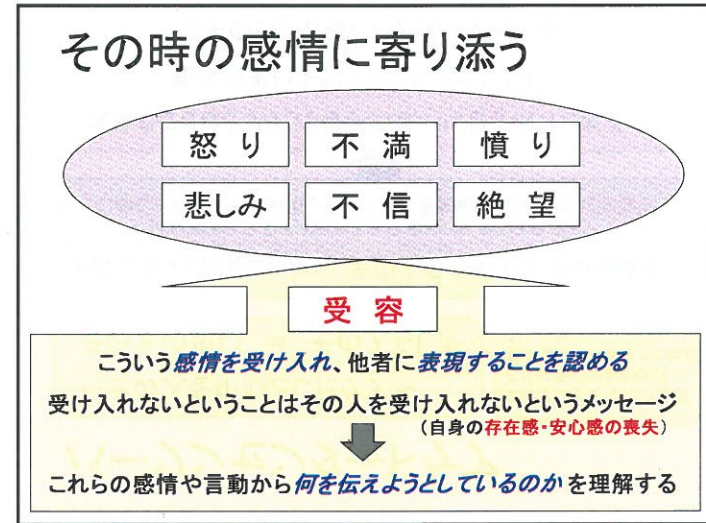 その時の感情に寄り添う
怒り 不満 憤り
悲しみ 不信 絶望
受容
こういう感情を受け入れ、他者に表現することを認める
受け入れないということはその人を受け入れないというメッセージ
（自身の存在感・安心感の喪失）
これらの感情や言動から何を伝えようとしているのかを理解する